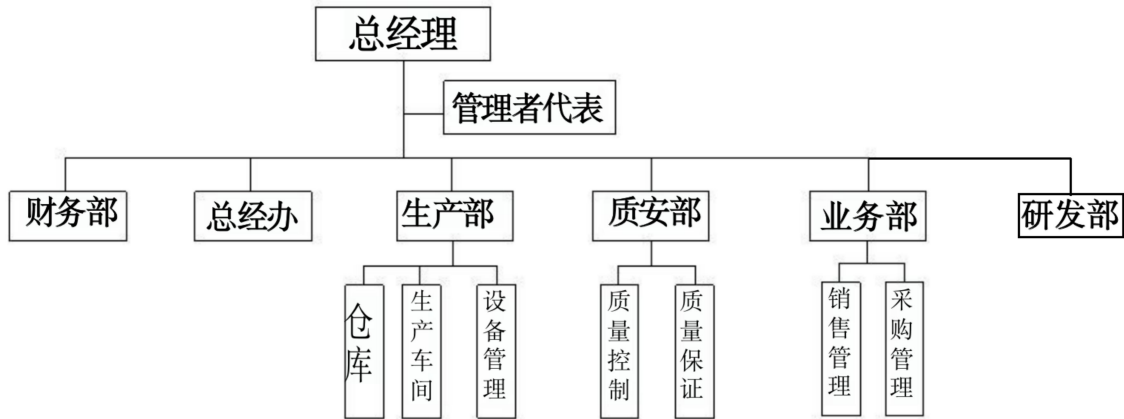 总经理
管理者代表
财务部
总经办
生产部
质安部
业务部
研发部
仓库
生产车间
设备管理
质量控制
质量保证
销售管理
采购管理